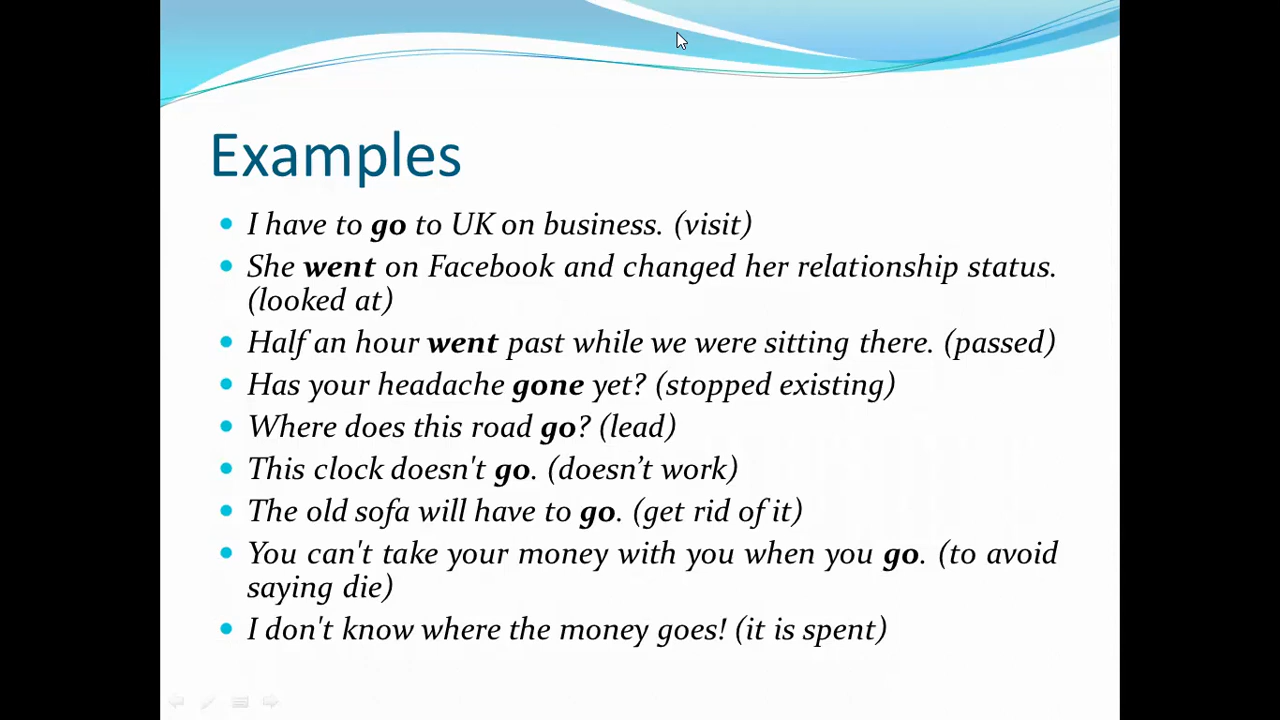 Examples
I have to go to UK on business. (visit)
She went on Facebook and changed her relationship status.
(looked at)
Half an hour went past while we were sitting there. (passed)
Has your headache gone yet? (stopped existing)
Where does this road go? (lead)
This clock doesn't go. (doesn’t work)
The old sofa will have to go. (get rid of it)
You can't take your money with you when you go. (to avoid
saying die)
I don't know where the money goes! (it is spent)